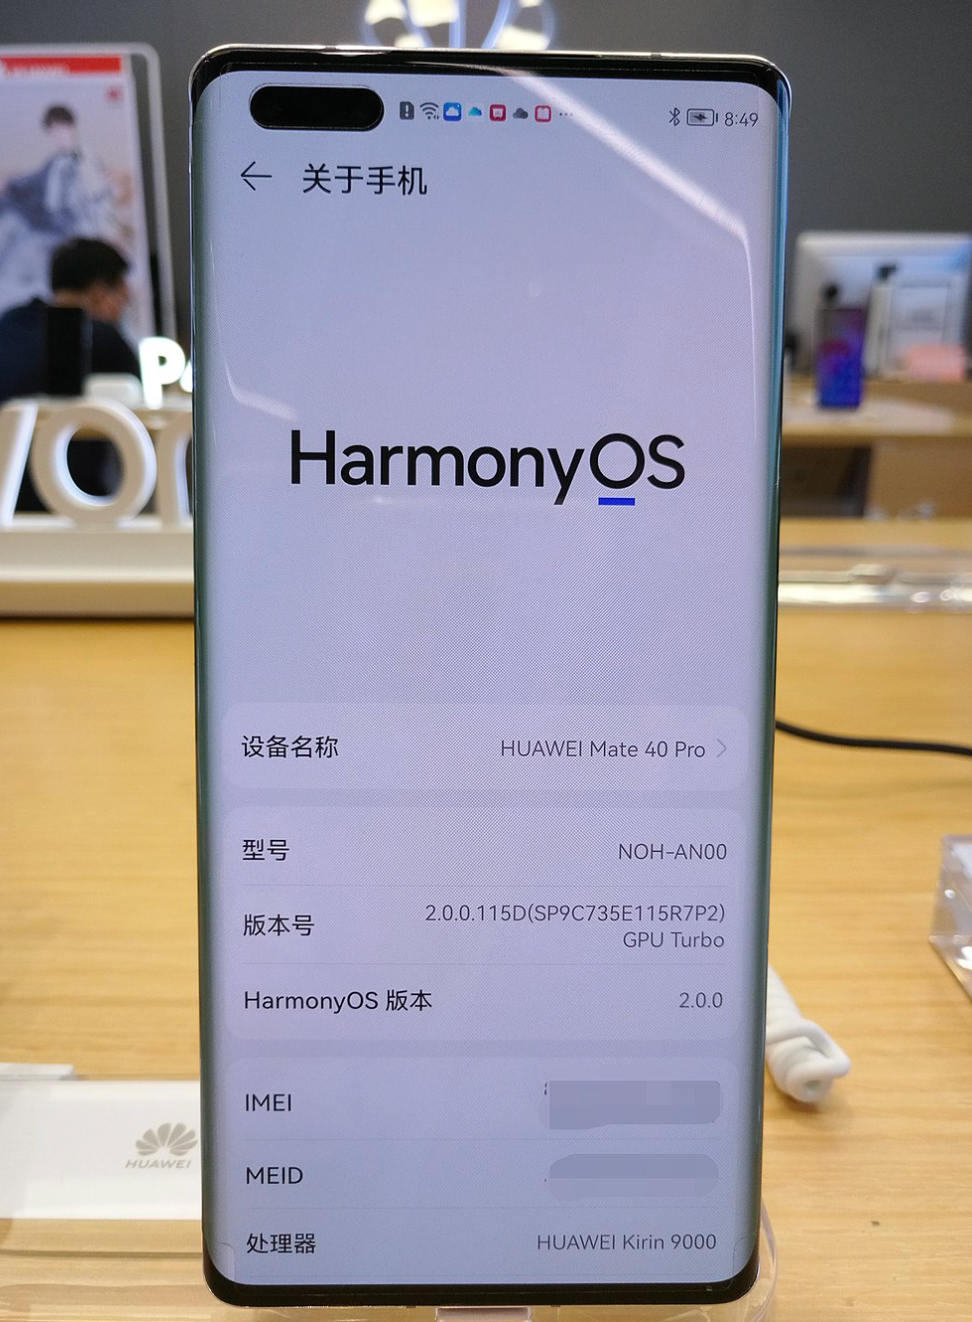 8:49
关于手机
HarmonyOS
设备名称 HUAWEI Mate 40 Pro
型号 NOH-AN00
版本号 2.0.0.115D(SP9C735E115R7P2)
GPU Turbo
HarmonyOS 版本 2.0.0
IMEI
MEID
处理器 HUAWEI Kirin 9000
HUAWEI